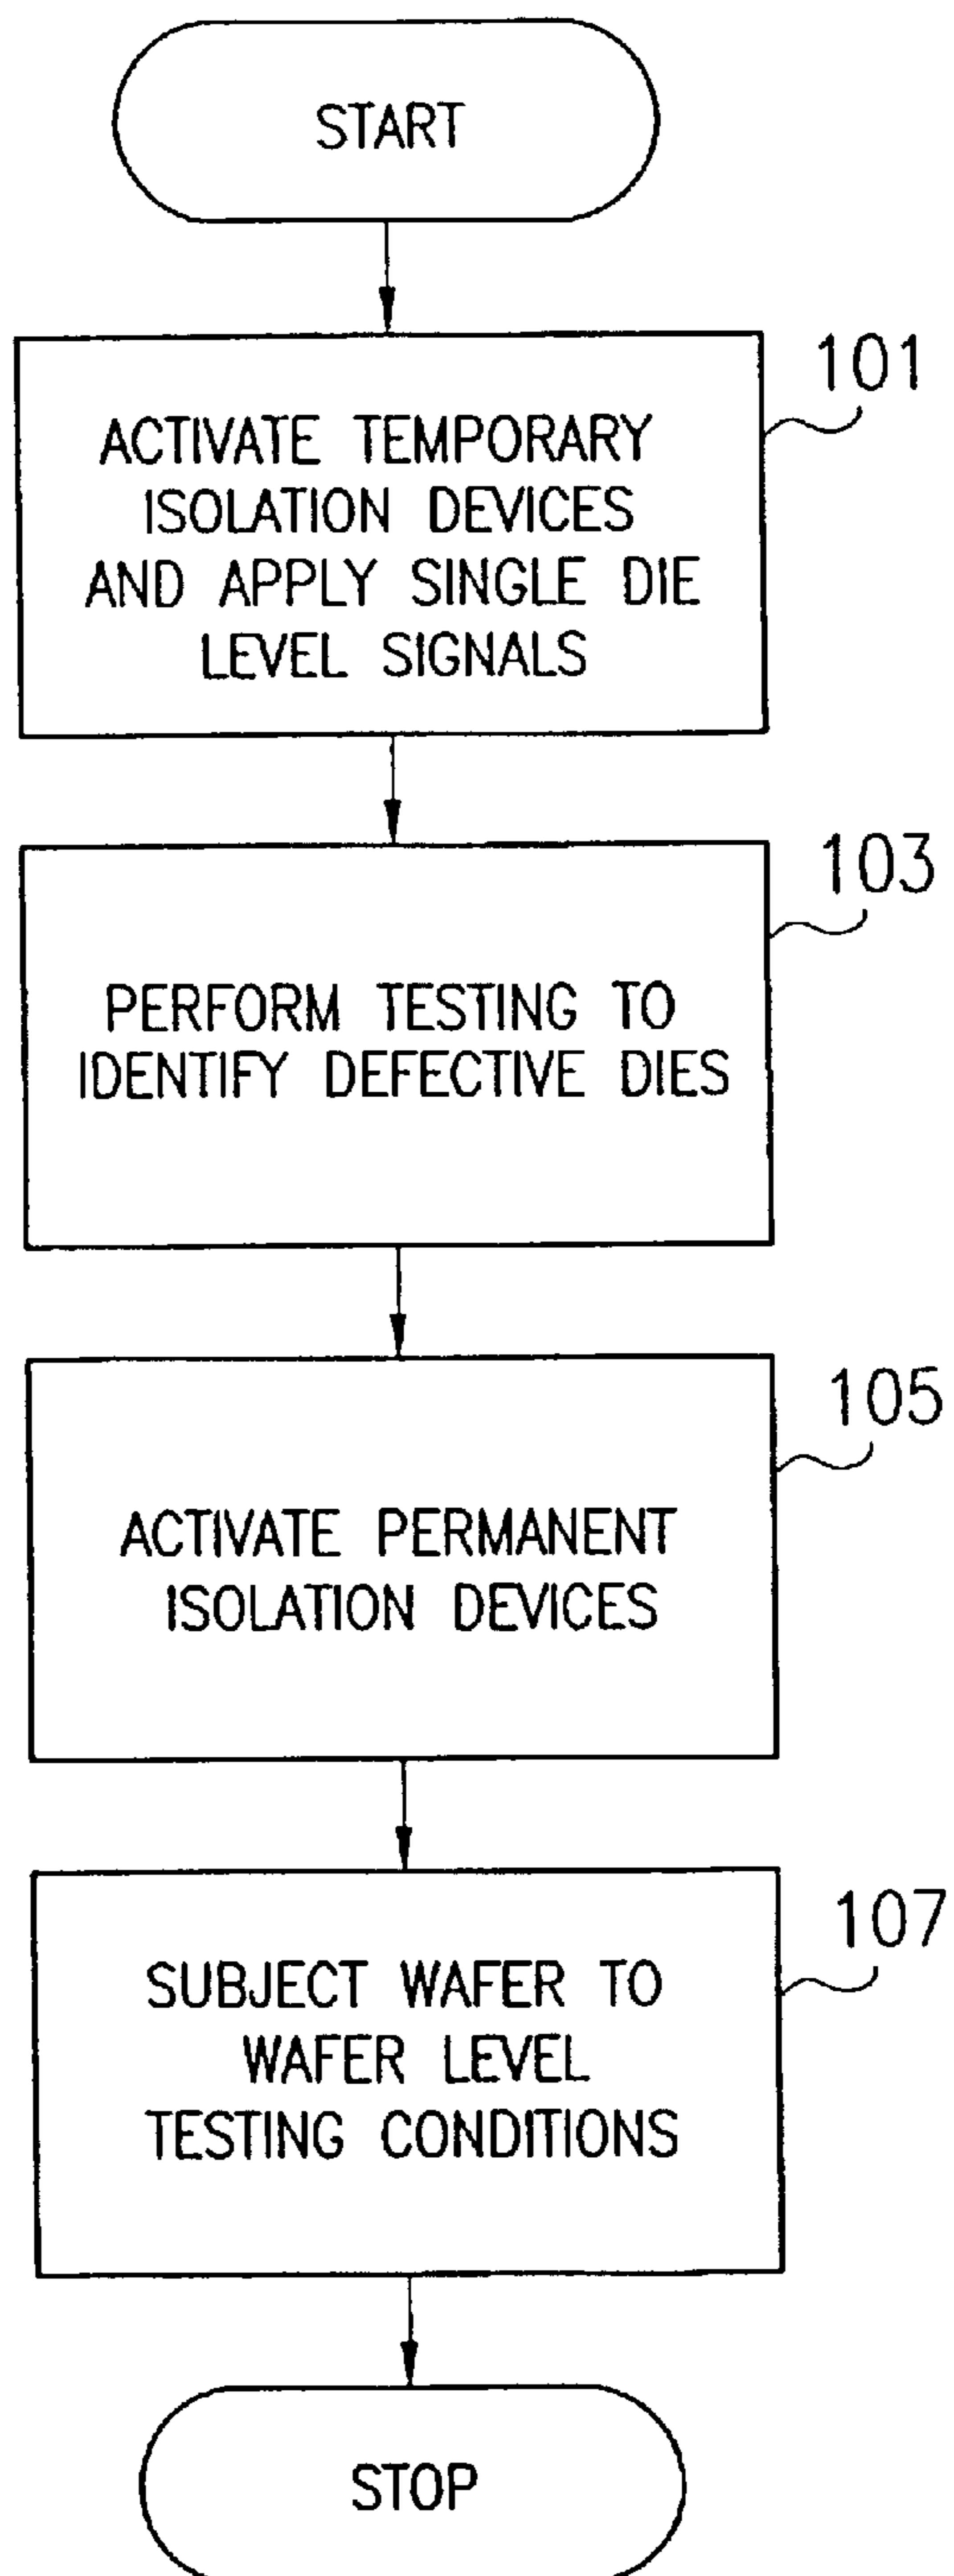 START
101
ACTIVATE TEMPORARY
ISOLATION DEVICES
AND APPLY SINGLE DIE
LEVEL SIGNALS
103
PERFORM TESTING TO
IDENTIFY DEFECTIVE DIES
105
ACTIVATE PERMANENT
ISOLATION DEVICES
107
SUBJECT WAFER TO
WAFER LEVEL
TESTING CONDITIONS
STOP